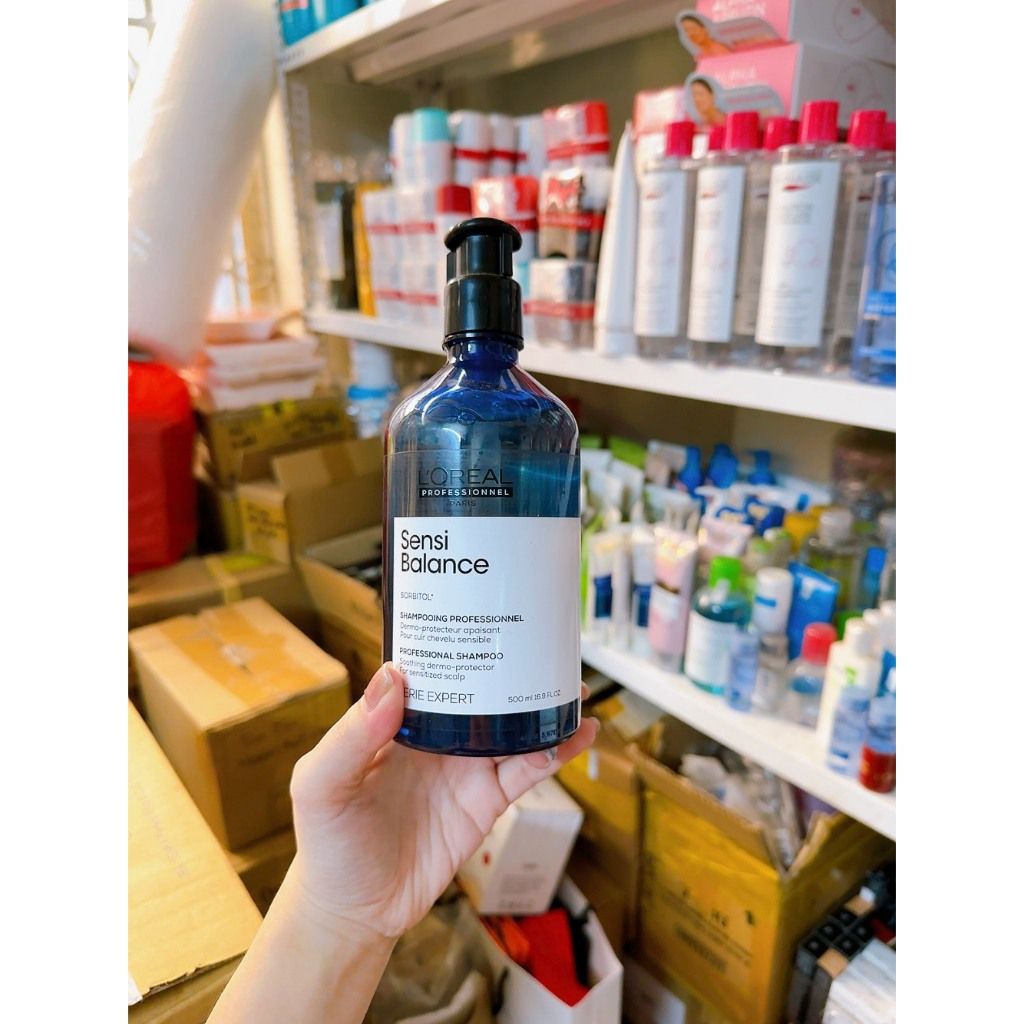 L'ORÉAL
PROFESSIONNEL
PARIS
Sensi
Balance
SORBITOL*
SHAMPOOING PROFESSIONNEL
Dermo-protecteur apaisant
Pour cuir chevelu sensible
PROFESSIONAL SHAMPOO
Soothing dermo-protector
For sensitized scalp
ERIE EXPERT 500 ml 16.9 FL.OZ.